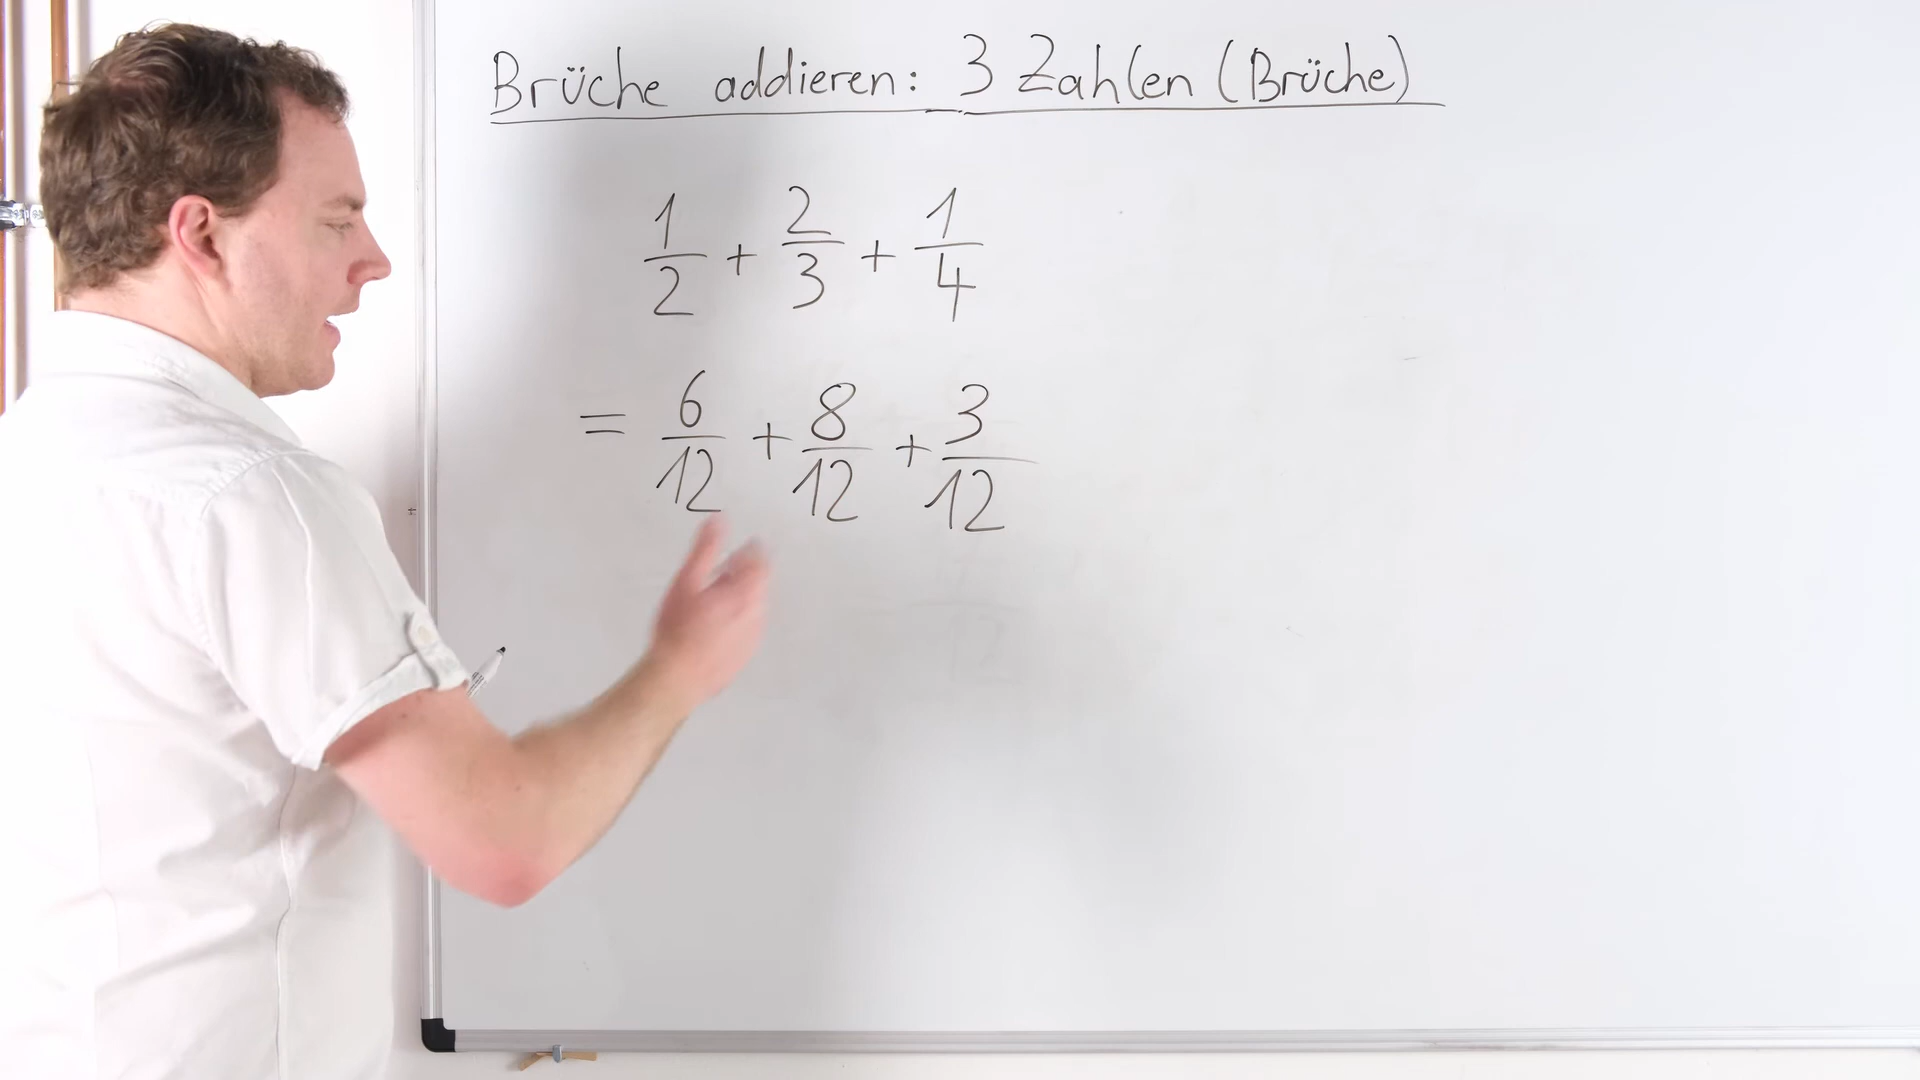 Brüche addieren: 3 Zahlen (Brüche)
1/2 + 2/3 + 1/4
= 6/12 + 8/12 + 3/12